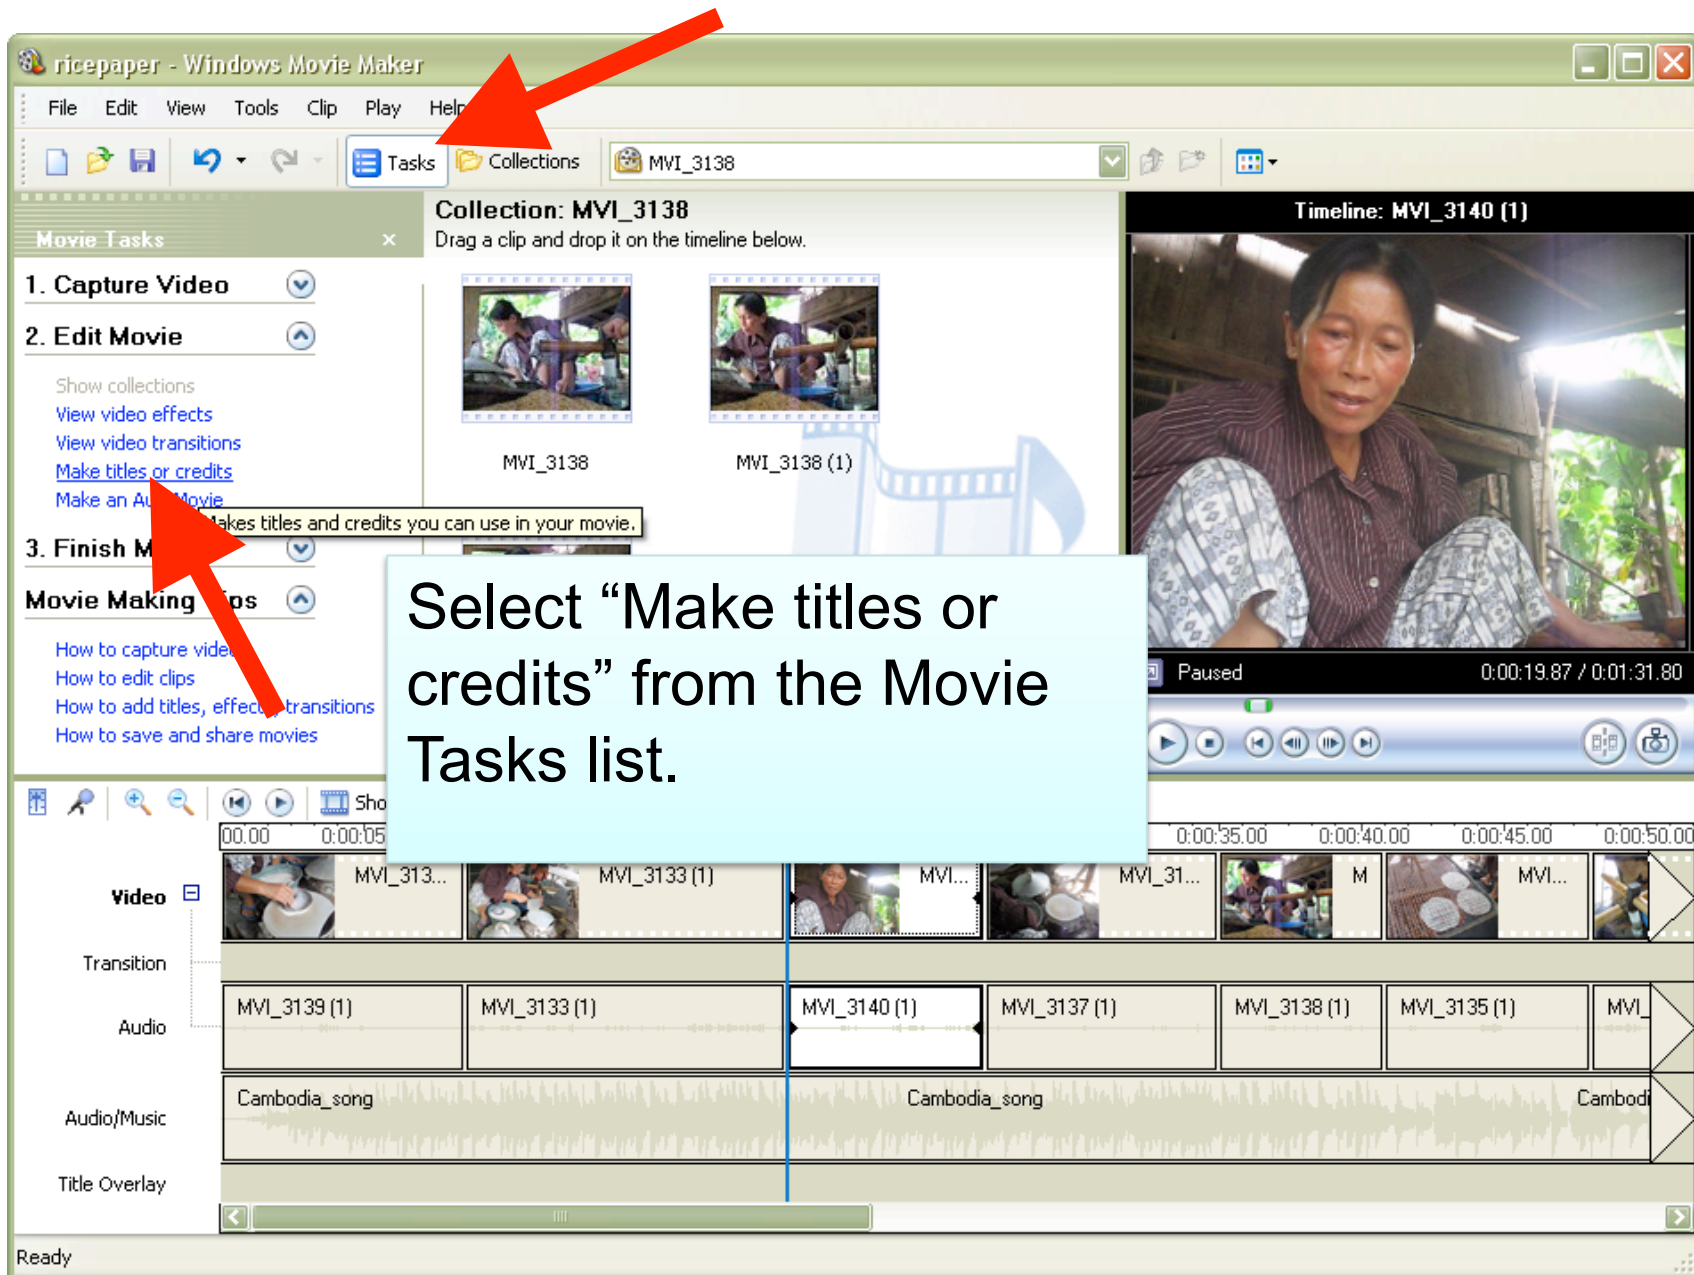 ricepaper - Windows Movie Maker
File Edit View Tools Clip Play Help
Tasks Collections MVI_3138
Movie Tasks
Collection: MVI_3138
Drag a clip and drop it on the timeline below.
Timeline: MVI_3140 (1)
1. Capture Video
2. Edit Movie
Show collections
View video effects
View video transitions
Make titles or credits
Make an Movie
titles and credits you can use in your movie.
3. Finish
Movie Making
How to capture
How to edit clips
How to add titles, transitions
How to save and share movies
MVI_3138
MVI_3138 (1)
Select “Make titles or
credits” from the Movie
Tasks list.
Paused 0:00:19.87 / 0:01:31.80
00.00 0:00:05 0:00:35.00 0:00:40.00 0:00:45.00 0:00:50.00
Video
MVI_313... MVI_3133 (1) MVI... MVI_31... M MVI...
Transition
Audio
MVI_3139 (1) MVI_3133 (1) MVI_3140 (1) MVI_3137 (1) MVI_3138 (1) MVI_3135 (1) MVI_
Audio/Music
Cambodia_song Cambodia_song Cambodi
Title Overlay
Ready